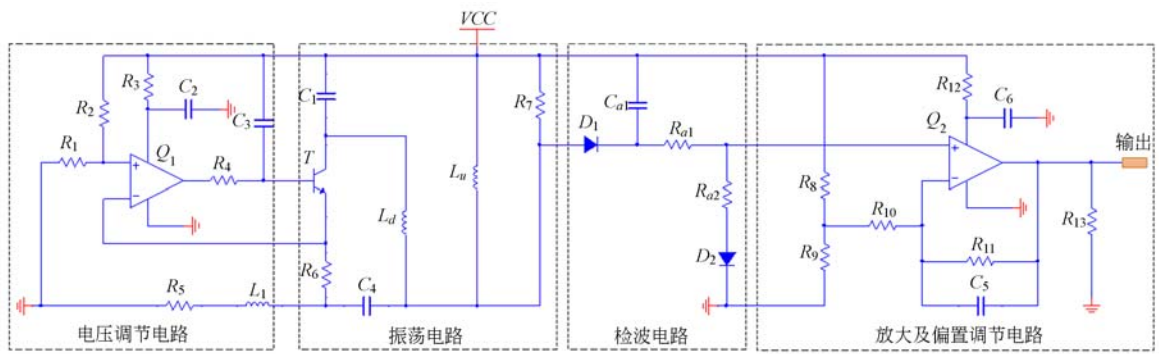 VCC
R3
C2
R2
C3
R1
Q1
+
−
R4
R5
L1
电压调节电路
C1
T
Ld
Lu
R7
R6
C4
振荡电路
Ca1
D1
Ra1
Ra2
D2
检波电路
R12
C6
Q2
+
−
输出
R8
R10
R9
R11
C5
R13
放大及偏置调节电路